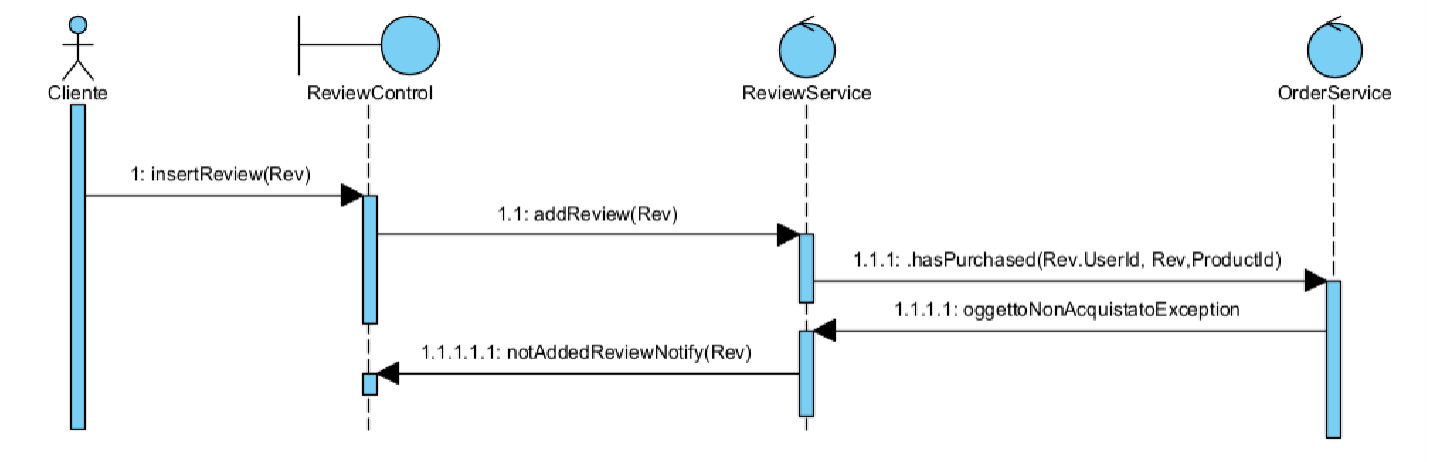 Cliente
ReviewControl
ReviewService
OrderService
1: insertReview(Rev)
1.1: addReview(Rev)
1.1.1: .hasPurchased(Rev.UserId, Rev,ProductId)
1.1.1.1: oggettoNonAcquistatoException
1.1.1.1.1: notAddedReviewNotify(Rev)